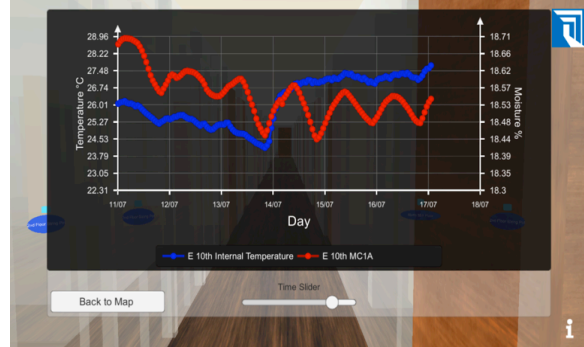 28.96
28.22
27.48
26.74
26.01
25.27
24.53
23.79
23.05
22.31
Temperature °C
18.71
18.66
18.62
18.57
18.53
18.48
18.44
18.39
18.35
18.3
Moisture %
11/07 12/07 13/07 14/07 15/07 16/07 17/07 18/07
Day
E 10th Internal Temperature E 10th MC1A
Time Slider
Back to Map
i